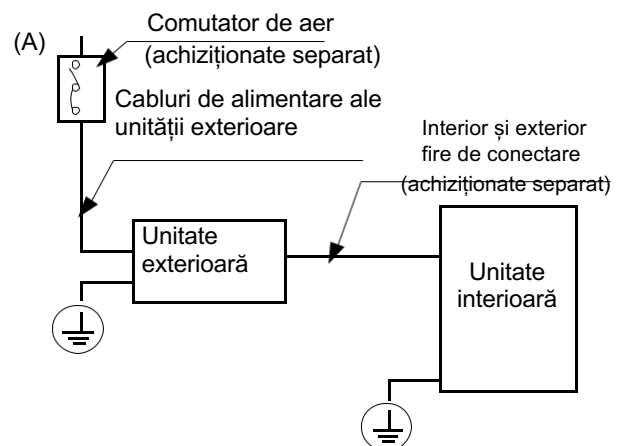 (A)
Comutator de aer
(achiziționate separat)
Cabluri de alimentare ale
unității exterioare
Interior și exterior
fire de conectare
(achiziționate separat)
Unitate
exterioară
Unitate
interioară